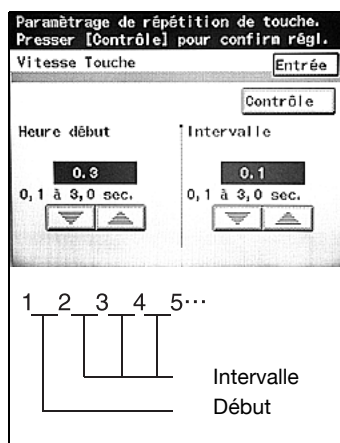 Paramètrage de répétition de touche.
Presser [Contrôle] pour confirm régl.
Vitesse Touche
Entrée
Contrôle
Heure début
Intervalle
0.3
0.1
0,1 à 3,0 sec.
0,1 à 3,0 sec.
1 2 3 4 5...
Intervalle
Début